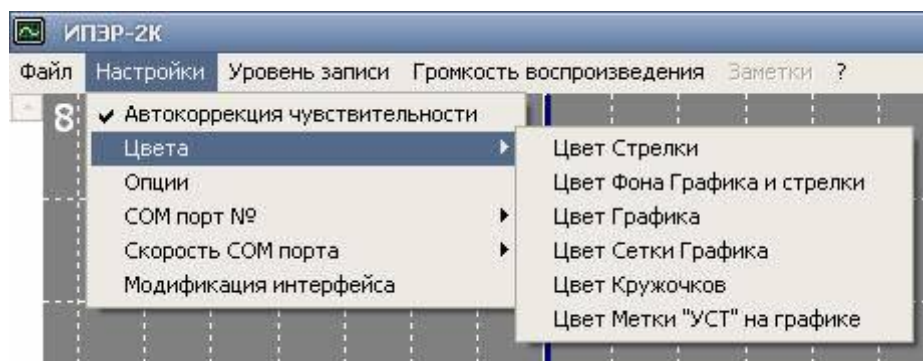 ИПЭР-2К
Файл Настройки Уровень записи Громкость воспроизведения Заметки ?
8
Автокоррекция чувствительности
Цвета
Опции
COM порт №
Скорость COM порта
Модификация интерфейса
Цвет Стрелки
Цвет Фона Графика и стрелки
Цвет Графика
Цвет Сетки Графика
Цвет Кружочков
Цвет Метки "УСТ" на графике